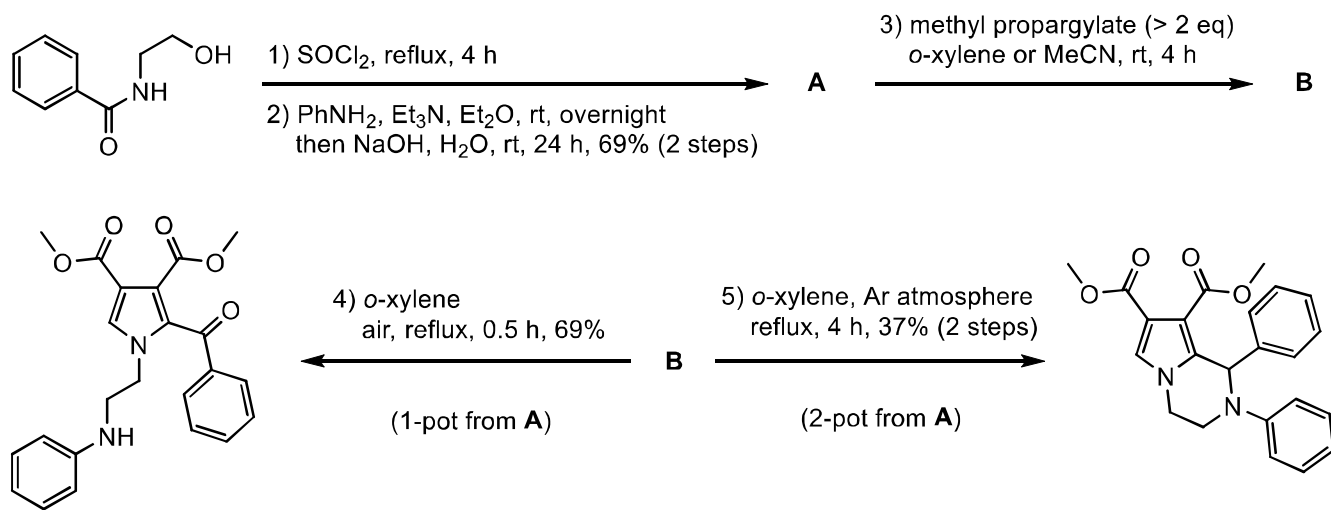 OH
NH
O
1) SOCl2, reflux, 4 h
2) PhNH2, Et3N, Et2O, rt, overnight
then NaOH, H2O, rt, 24 h, 69% (2 steps)
A
3) methyl propargylate (> 2 eq)
o-xylene or MeCN, rt, 4 h
B
O
O
O
O
O
N
NH
4) o-xylene
air, reflux, 0.5 h, 69%
(1-pot from A)
B
5) o-xylene, Ar atmosphere
reflux, 4 h, 37% (2 steps)
(2-pot from A)
O
O
O
O
N
N